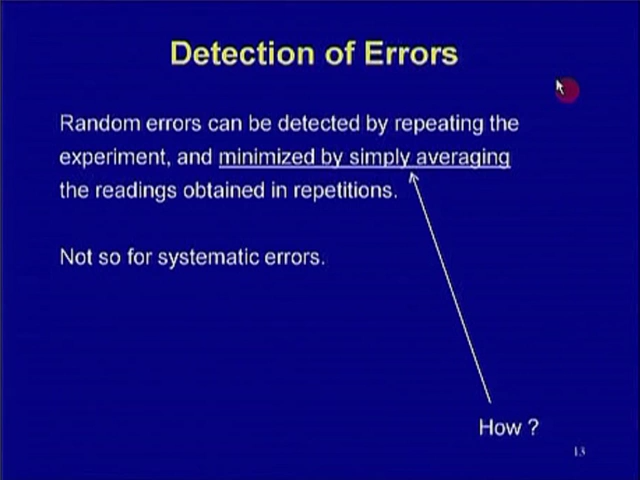 Detection of Errors
Random errors can be detected by repeating the
experiment, and minimized by simply averaging
the readings obtained in repetitions.
Not so for systematic errors.
How ?
13